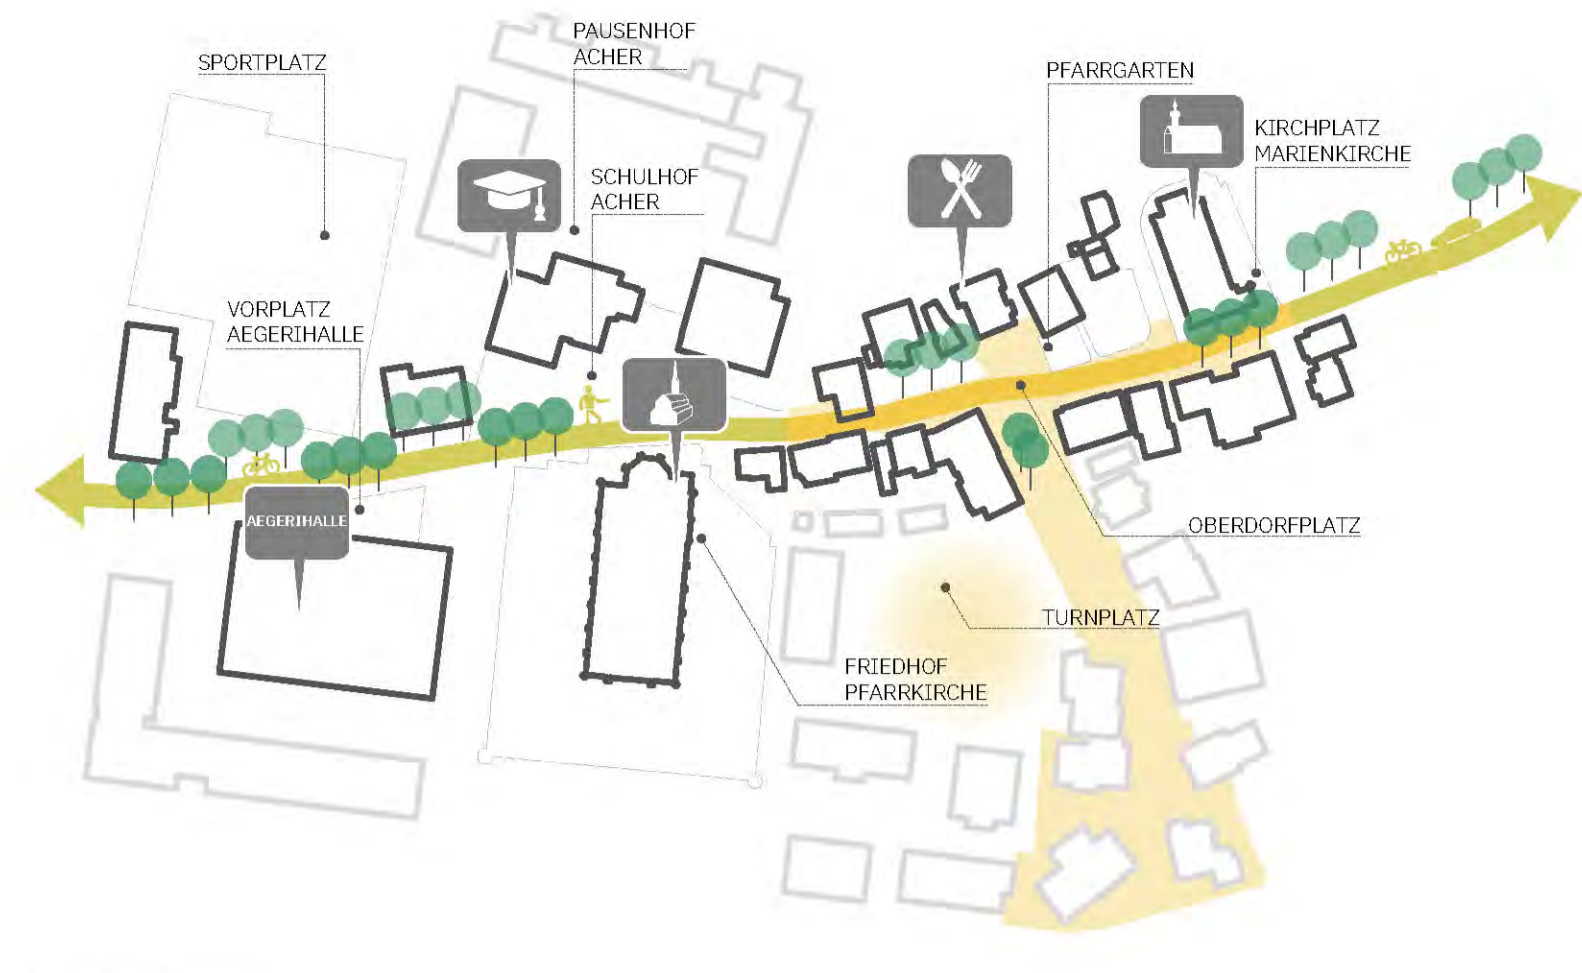 PAUSENHOF
ACHER
SPORTPLATZ
PFARRGARTEN
KIRCHPLATZ
MARIENKIRCHE
SCHULHOF
ACHER
VORPLATZ
AEGERIHALLE
AEGERIHALLE
OBERDORFPLATZ
TURNPLATZ
FRIEDHOF
PFARRKIRCHE